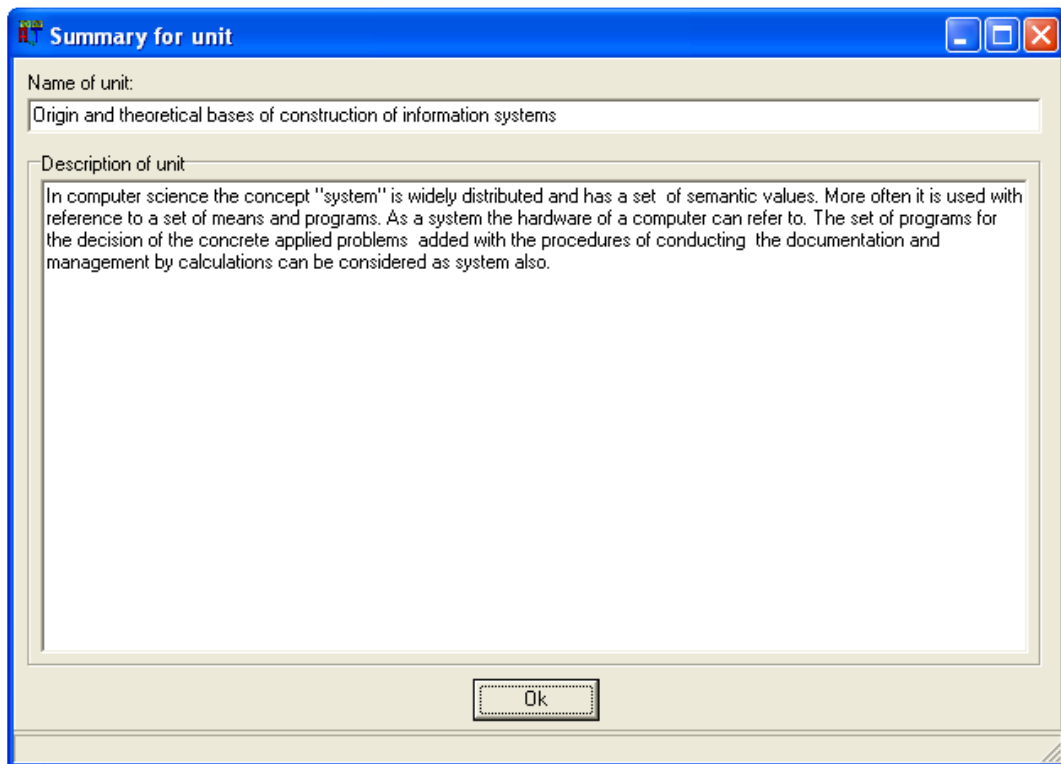 Summary for unit
Name of unit:
Origin and theoretical bases of construction of information systems
Description of unit
In computer science the concept "system" is widely distributed and has a set  of semantic values. More often it is used with
reference to a set of means and programs. As a system the hardware of a computer can refer to. The set of programs for
the decision of the concrete applied problems  added with the procedures of conducting  the documentation and
management by calculations can be considered as system also.
Ok